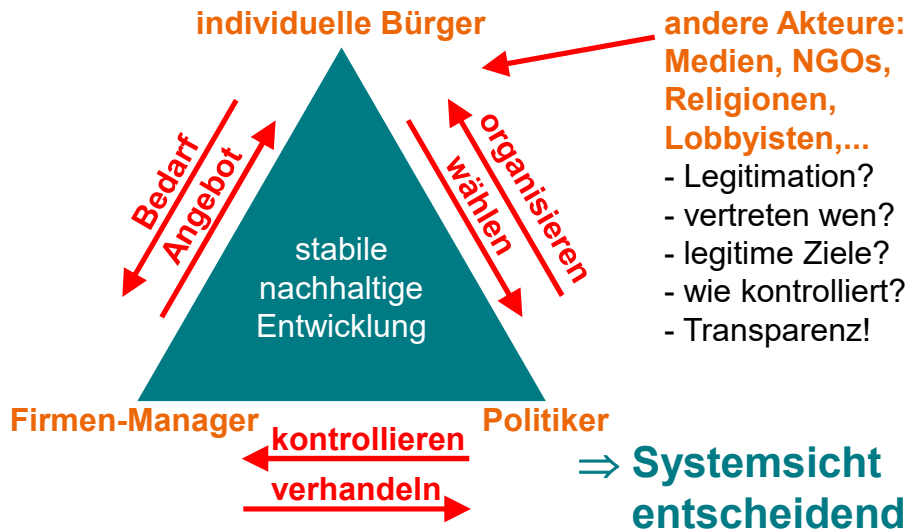 individuelle Bürger
andere Akteure:
Medien, NGOs,
Religionen,
Lobbyisten,...
- Legitimation?
- vertreten wen?
- legitime Ziele?
- wie kontrolliert?
- Transparenz!
Bedarf
Angebot
wählen
organisieren
stabile
nachhaltige
Entwicklung
Firmen-Manager
Politiker
kontrollieren
verhandeln
⇒ Systemsicht
entscheidend